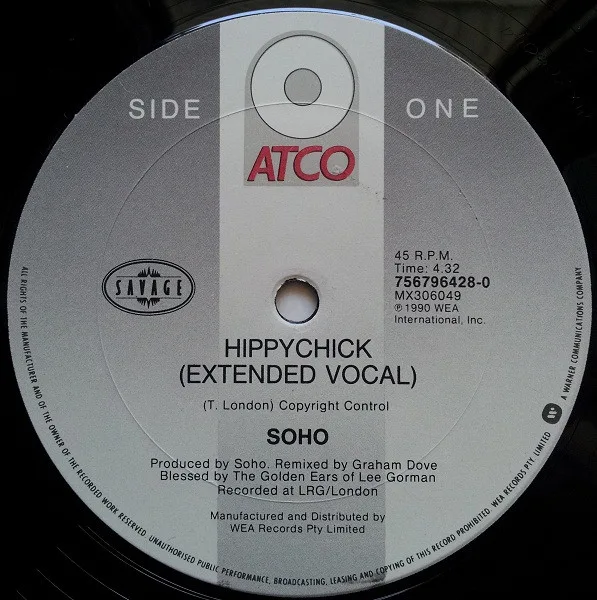 SIDE ONE
ATCO
SAVAGE
45 R.P.M.
Time: 4.32
756796428-0
MX306049
℗ 1990 WEA
International, Inc.
HIPPYCHICK
(EXTENDED VOCAL)
(T. London) Copyright Control
SOHO
Produced by Soho. Remixed by Graham Dove
Blessed by The Golden Ears of Lee Gorman
Recorded at LRG/London
Manufactured and Distributed by
WEA Records Pty Limited
ALL RIGHTS OF THE MANUFACTURER AND OF THE OWNER OF THE RECORDED WORK RESERVED. UNAUTHORISED PUBLIC PERFORMANCE, BROADCASTING, LEASING AND COPYING OF THIS RECORD PROHIBITED. WEA RECORDS PTY LIMITED A WARNER COMMUNICATIONS COMPANY